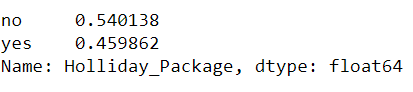 no     0.540138
yes    0.459862
Name: Holliday_Package, dtype: float64